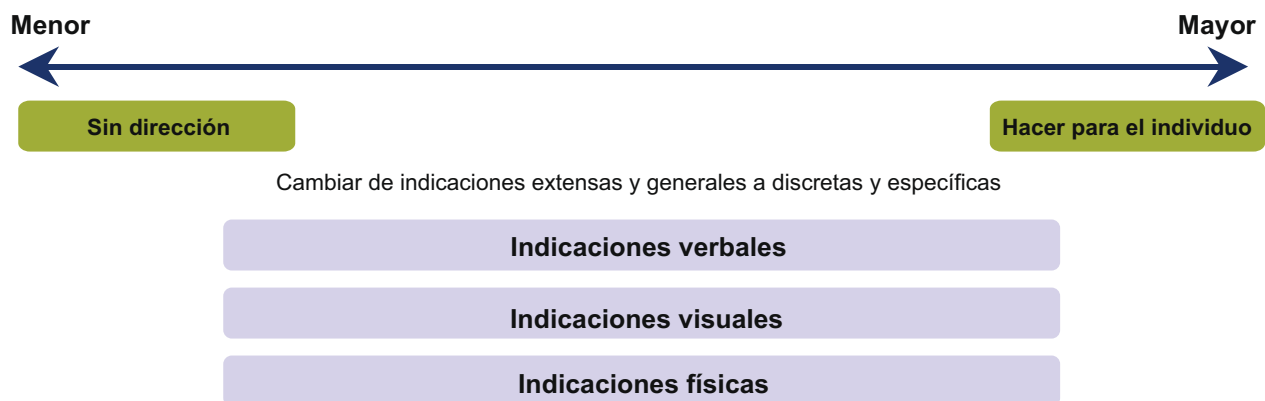 Menor
Mayor
Sin dirección
Hacer para el individuo
Cambiar de indicaciones extensas y generales a discretas y específicas
Indicaciones verbales
Indicaciones visuales
Indicaciones físicas